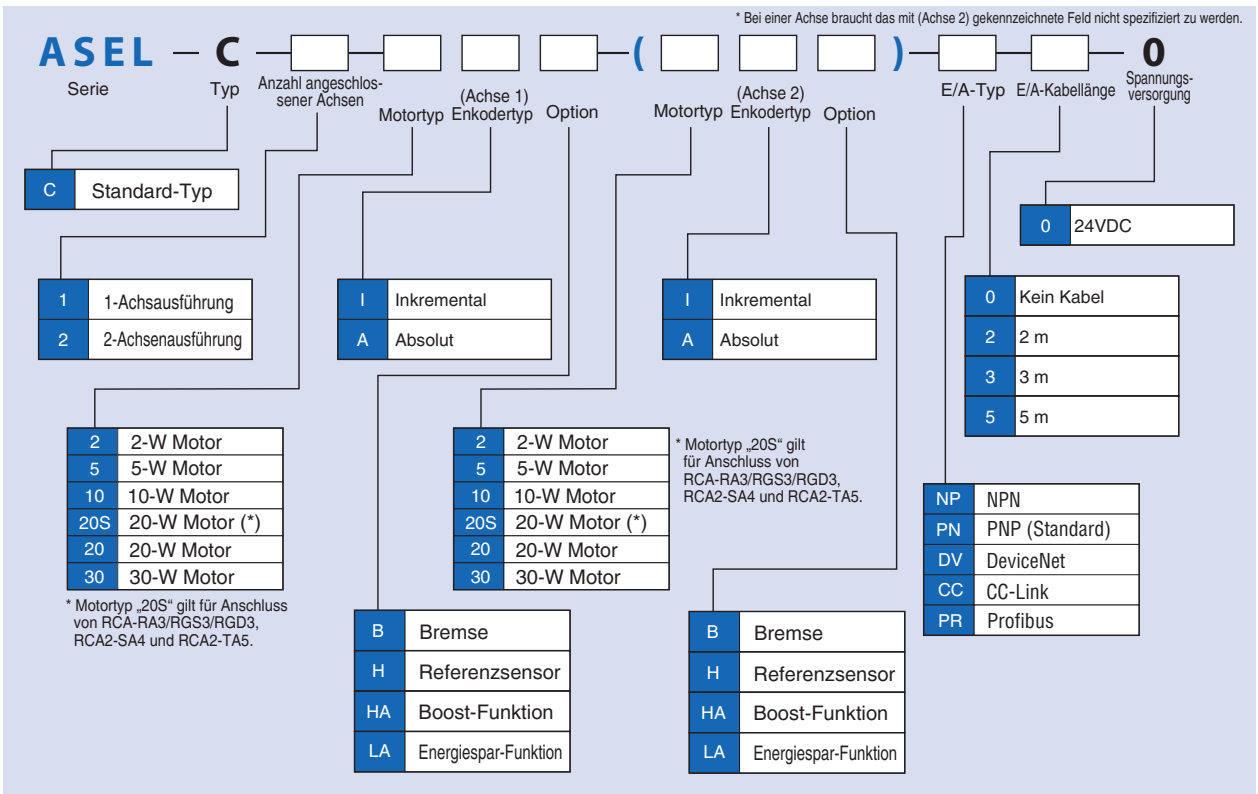 * Bei einer Achse braucht das mit (Achse 2) gekennzeichnete Feld nicht spezifiziert zu werden.
ASEL – C – – ( ) – – 0
Serie
Typ
Anzahl angeschlos-
sener Achsen
Motortyp
(Achse 1)
Enkodertyp
Option
Motortyp
(Achse 2)
Enkodertyp
Option
E/A-Typ
E/A-Kabellänge
Spannungs-
versorgung
C Standard-Typ
0 24VDC
1 1-Achsausführung
2 2-Achsenausführung
I Inkremental
A Absolut
I Inkremental
A Absolut
0 Kein Kabel
2 2 m
3 3 m
5 5 m
2 2-W Motor
5 5-W Motor
10 10-W Motor
20S 20-W Motor (*)
20 20-W Motor
30 30-W Motor
* Motortyp „20S“ gilt für Anschluss
von RCA-RA3/RGS3/RGD3,
RCA2-SA4 und RCA2-TA5.
2 2-W Motor
5 5-W Motor
10 10-W Motor
20S 20-W Motor (*)
20 20-W Motor
30 30-W Motor
* Motortyp „20S“ gilt
für Anschluss von
RCA-RA3/RGS3/RGD3,
RCA2-SA4 und RCA2-TA5.
NP NPN
PN PNP (Standard)
DV DeviceNet
CC CC-Link
PR Profibus
B Bremse
H Referenzsensor
HA Boost-Funktion
LA Energiespar-Funktion
B Bremse
H Referenzsensor
HA Boost-Funktion
LA Energiespar-Funktion